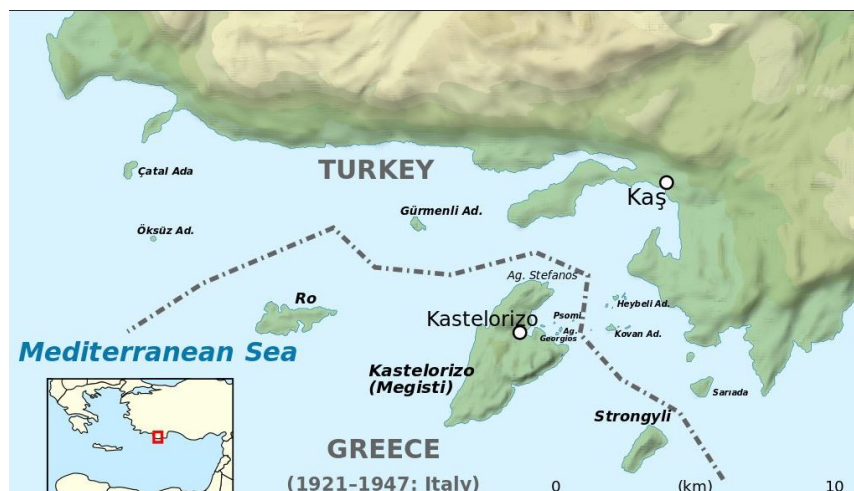 Çatal Ada
TURKEY
Kaş
Gürmenli Ad.
Öksüz Ad.
Ag. Stefanos
Ro
Heybeli Ad.
Psomi
Kastelorizo
Ag.
Georgios
Kovan Ad.
Mediterranean Sea
Kastelorizo
(Megisti)
Sarıada
Strongyli
GREECE
(1921–1947: Italy)
0 (km) 10